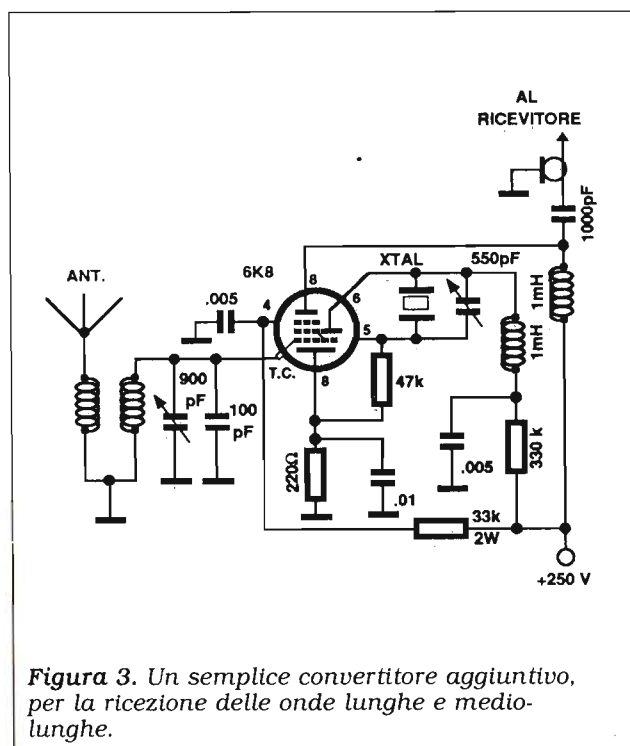 AL
RICEVITORE
1000pF
ANT.
6K8
8
.005
4
6
XTAL
550pF
5
1mH
1mH
T.C.
8
900
pF
100
pF
47k
220Ω
.01
.005
330 k
33k
2W
+250 V
Figura 3. Un semplice convertitore aggiuntivo,
per la ricezione delle onde lunghe e medio-
lunghe.